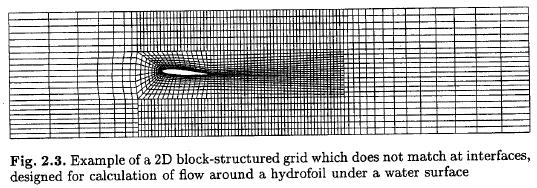 Fig. 2.3. Example of a 2D block-structured grid which does not match at interfaces,
designed for calculation of flow around a hydrofoil under a water surface